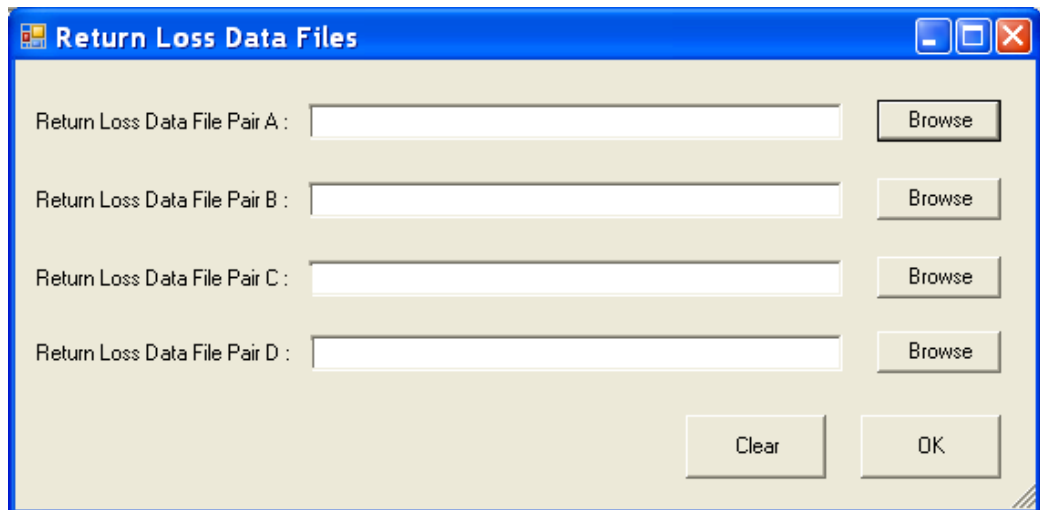 Return Loss Data Files
Return Loss Data File Pair A : Browse
Return Loss Data File Pair B : Browse
Return Loss Data File Pair C : Browse
Return Loss Data File Pair D : Browse
Clear OK